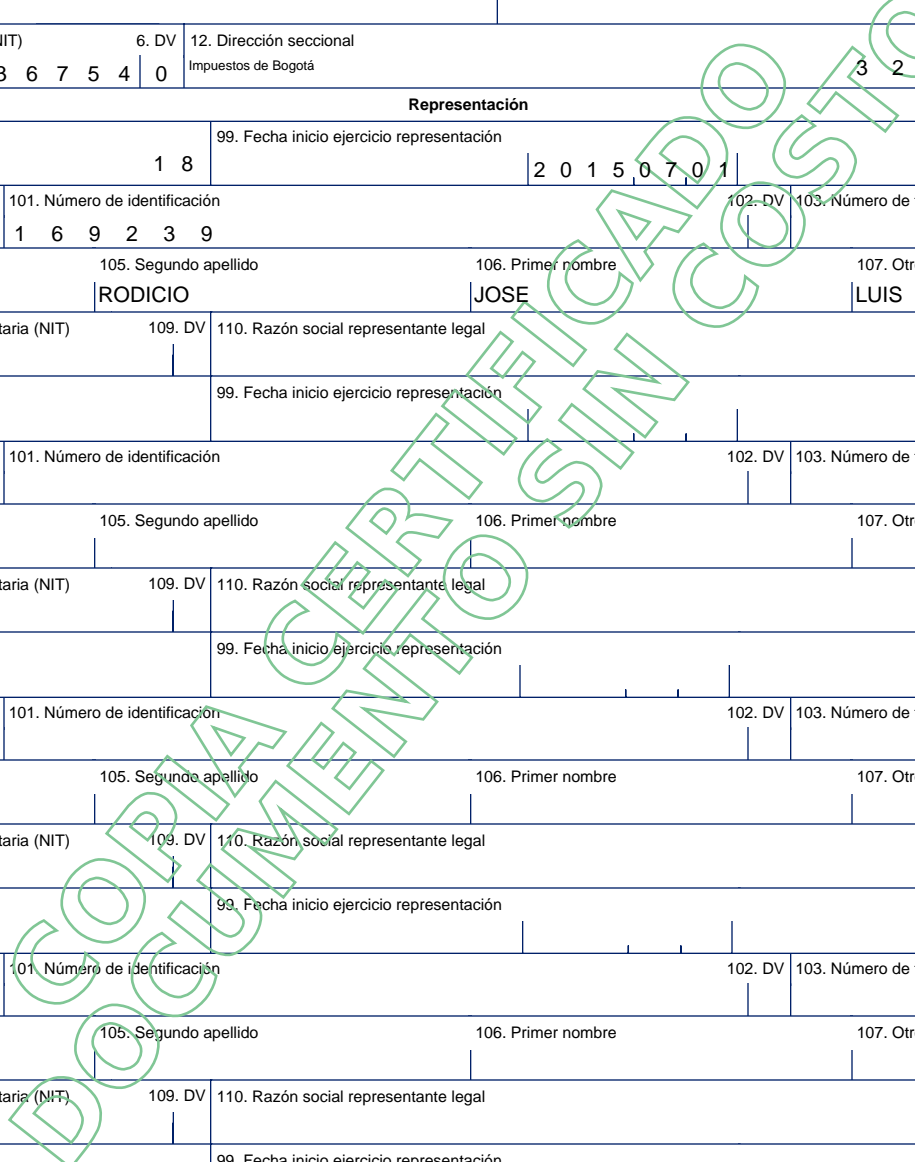 IT) 6. DV 12. Dirección seccional
3 6 7 5 4 0 Impuestos de Bogotá 3 2
Representación
1 8 99. Fecha inicio ejercicio representación
2 0 1 5 0 7 0 1
101. Número de identificación 102. DV 103. Número de
1 6 9 2 3 9
105. Segundo apellido 106. Primer nombre 107. Otr
RODICIO JOSE LUIS
taria (NIT) 109. DV 110. Razón social representante legal
99. Fecha inicio ejercicio representación
101. Número de identificación 102. DV 103. Número de
105. Segundo apellido 106. Primer nombre 107. Otr
taria (NIT) 109. DV 110. Razón social representante legal
99. Fecha inicio ejercicio representación
101. Número de identificación 102. DV 103. Número de
105. Segundo apellido 106. Primer nombre 107. Otr
taria (NIT) 109. DV 110. Razón social representante legal
99. Fecha inicio ejercicio representación
101. Número de identificación 102. DV 103. Número de
105. Segundo apellido 106. Primer nombre 107. Otr
taria (NIT) 109. DV 110. Razón social representante legal
99. Fecha inicio ejercicio representación
COPIA CERTIFICADO
DOCUMENTO SIN COSTO